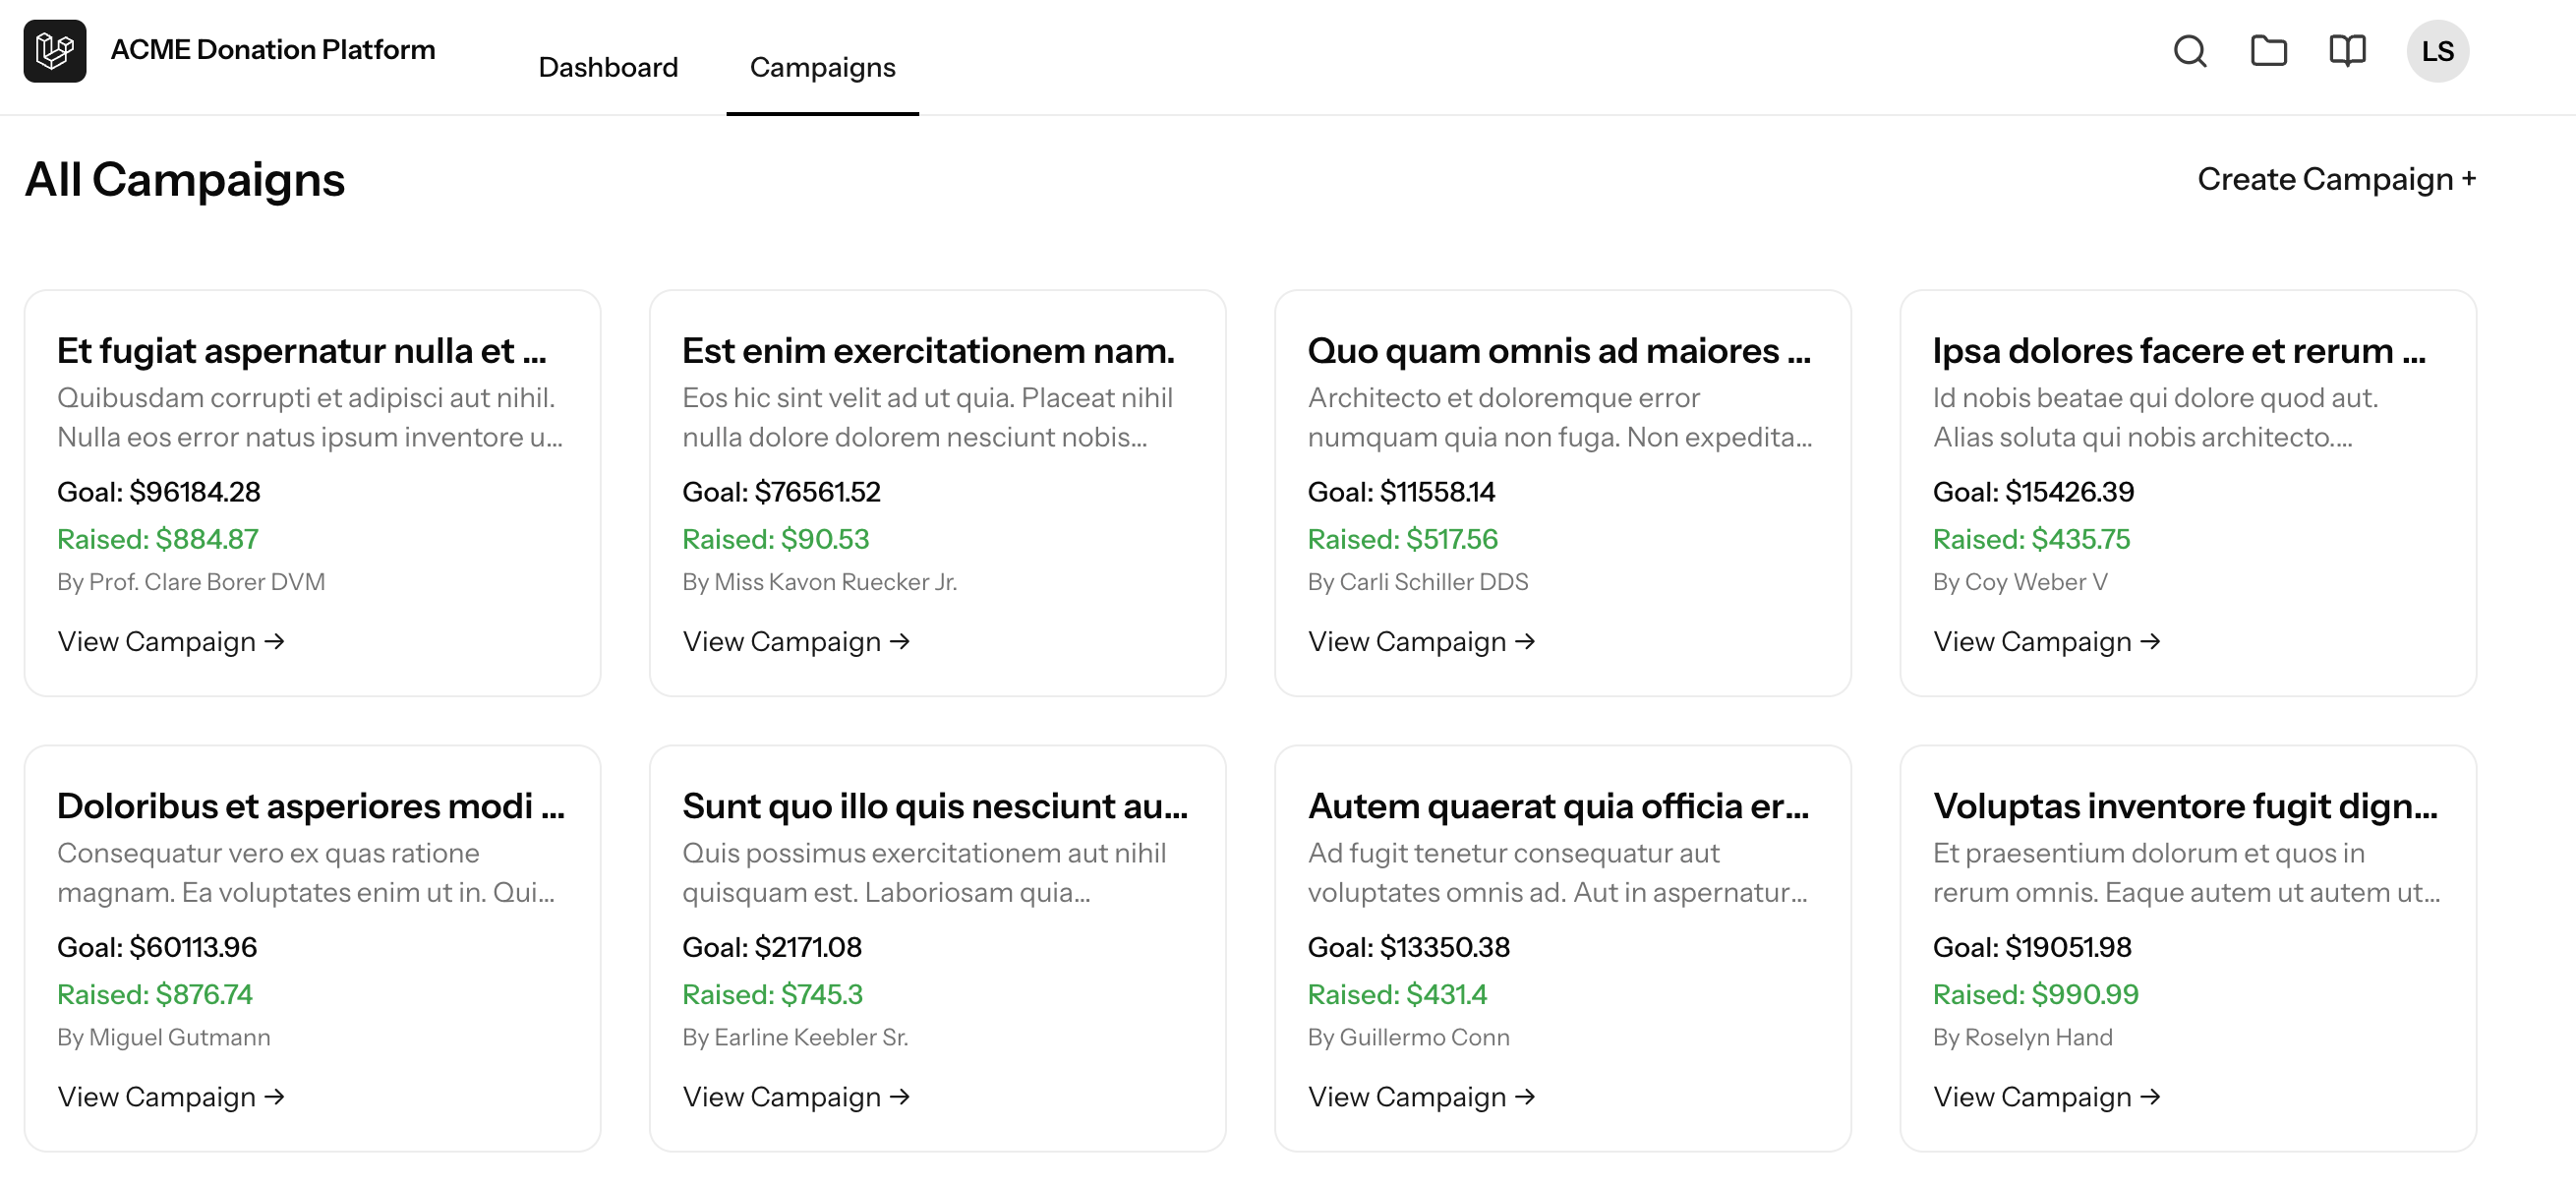 ACME Donation Platform
Dashboard
Campaigns
LS
All Campaigns
Create Campaign +
Et fugiat aspernatur nulla et ...
Quibusdam corrupti et adipisci aut nihil.
Nulla eos error natus ipsum inventore u...
Goal: $96184.28
Raised: $884.87
By Prof. Clare Borer DVM
View Campaign →
Est enim exercitationem nam.
Eos hic sint velit ad ut quia. Placeat nihil
nulla dolore dolorem nesciunt nobis...
Goal: $76561.52
Raised: $90.53
By Miss Kavon Ruecker Jr.
View Campaign →
Quo quam omnis ad maiores ...
Architecto et doloremque error
numquam quia non fuga. Non expedita...
Goal: $11558.14
Raised: $517.56
By Carli Schiller DDS
View Campaign →
Ipsa dolores facere et rerum ...
Id nobis beatae qui dolore quod aut.
Alias soluta qui nobis architecto....
Goal: $15426.39
Raised: $435.75
By Coy Weber V
View Campaign →
Doloribus et asperiores modi ...
Consequatur vero ex quas ratione
magnam. Ea voluptates enim ut in. Qui...
Goal: $60113.96
Raised: $876.74
By Miguel Gutmann
View Campaign →
Sunt quo illo quis nesciunt au...
Quis possimus exercitationem aut nihil
quisquam est. Laboriosam quia...
Goal: $2171.08
Raised: $745.3
By Earline Keebler Sr.
View Campaign →
Autem quaerat quia officia er...
Ad fugit tenetur consequatur aut
voluptates omnis ad. Aut in aspernatur...
Goal: $13350.38
Raised: $431.4
By Guillermo Conn
View Campaign →
Voluptas inventore fugit dign...
Et praesentium dolorum et quos in
rerum omnis. Eaque autem ut autem ut...
Goal: $19051.98
Raised: $990.99
By Roselyn Hand
View Campaign →